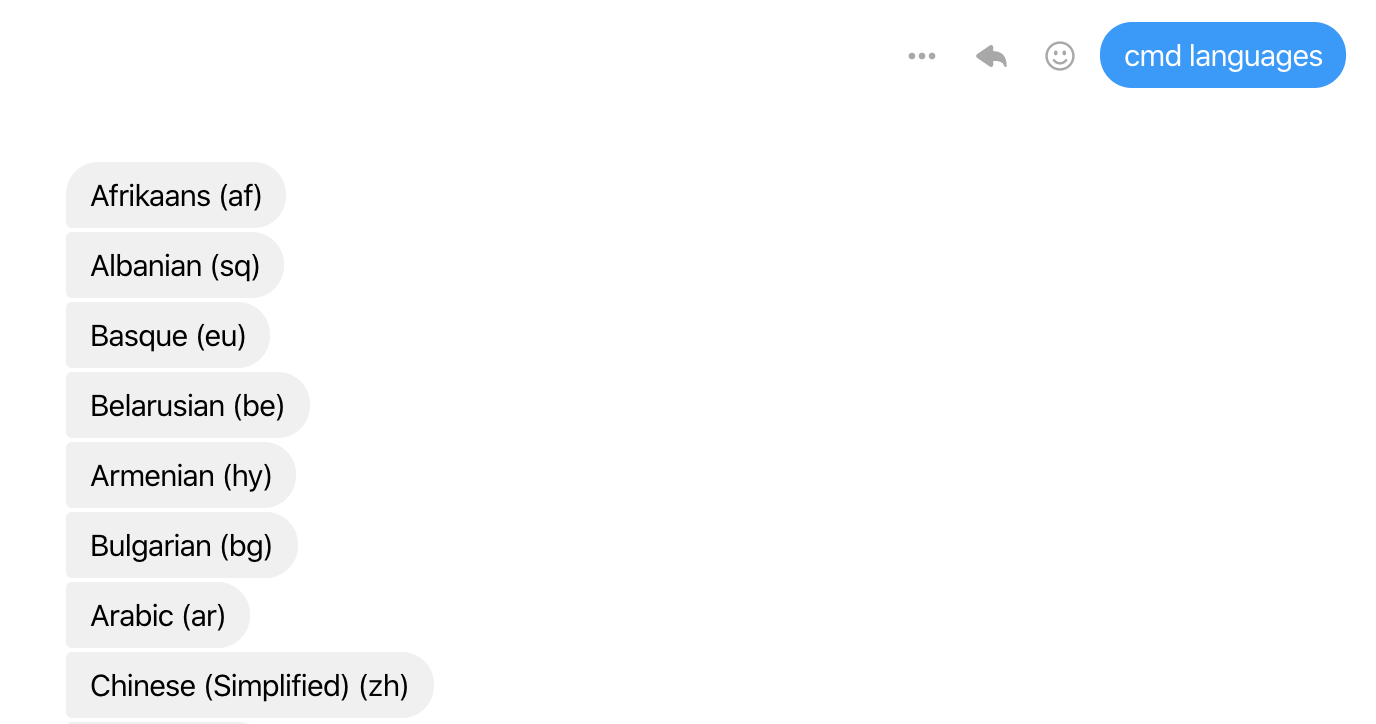 cmd languages
Afrikaans (af)
Albanian (sq)
Basque (eu)
Belarusian (be)
Armenian (hy)
Bulgarian (bg)
Arabic (ar)
Chinese (Simplified) (zh)